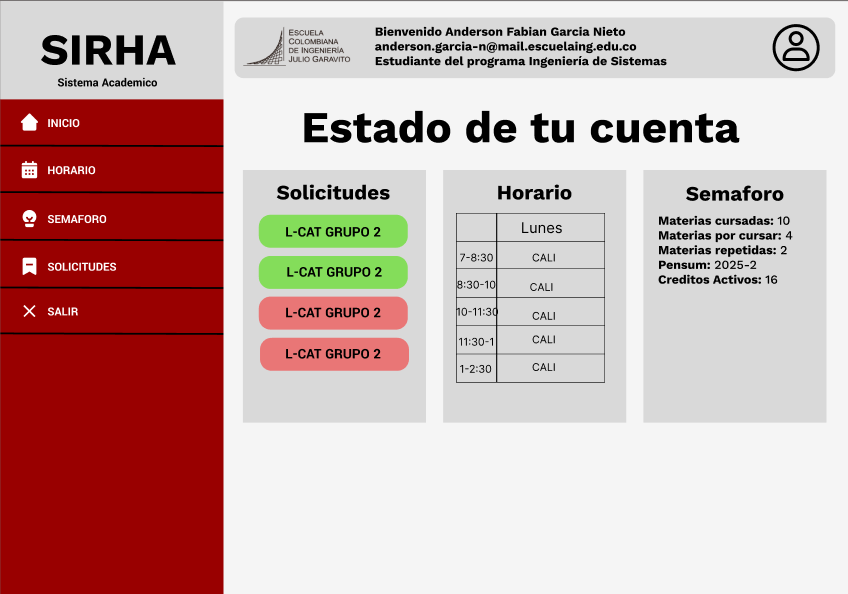 SIRHA
Sistema Academico
INICIO
HORARIO
SEMAFORO
SOLICITUDES
SALIR
ESCUELA
COLOMBIANA
DE INGENIERÍA
JULIO GARAVITO
Bienvenido Anderson Fabian Garcia Nieto
anderson.garcia-n@mail.escuelaing.edu.co
Estudiante del programa Ingeniería de Sistemas
Estado de tu cuenta
Solicitudes
L-CAT GRUPO 2
L-CAT GRUPO 2
L-CAT GRUPO 2
L-CAT GRUPO 2
Horario
Lunes
7-8:30 CALI
8:30-10 CALI
10-11:30 CALI
11:30-1 CALI
1-2:30 CALI
Semaforo
Materias cursadas: 10
Materias por cursar: 4
Materias repetidas: 2
Pensum: 2025-2
Creditos Activos: 16